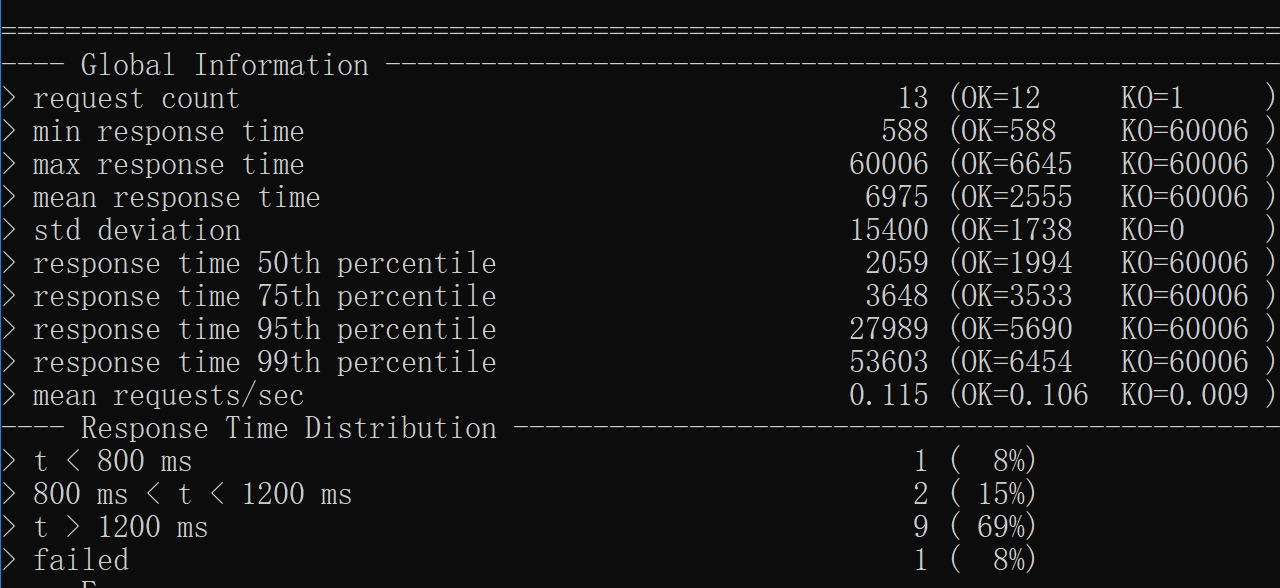 ================================================================================
---- Global Information --------------------------------------------------------
> request count                                         13 (OK=12     KO=1     )
> min response time                                    588 (OK=588    KO=60006 )
> max response time                                  60006 (OK=6645   KO=60006 )
> mean response time                                  6975 (OK=2555   KO=60006 )
> std deviation                                      15400 (OK=1738   KO=0     )
> response time 50th percentile                       2059 (OK=1994   KO=60006 )
> response time 75th percentile                       3648 (OK=3533   KO=60006 )
> response time 95th percentile                      27989 (OK=5690   KO=60006 )
> response time 99th percentile                      53603 (OK=6454   KO=60006 )
> mean requests/sec                                  0.115 (OK=0.106  KO=0.009 )
---- Response Time Distribution ------------------------------------------------
> t < 800 ms                                             1 (  8%)
> 800 ms < t < 1200 ms                                   2 ( 15%)
> t > 1200 ms                                            9 ( 69%)
> failed                                                 1 (  8%)